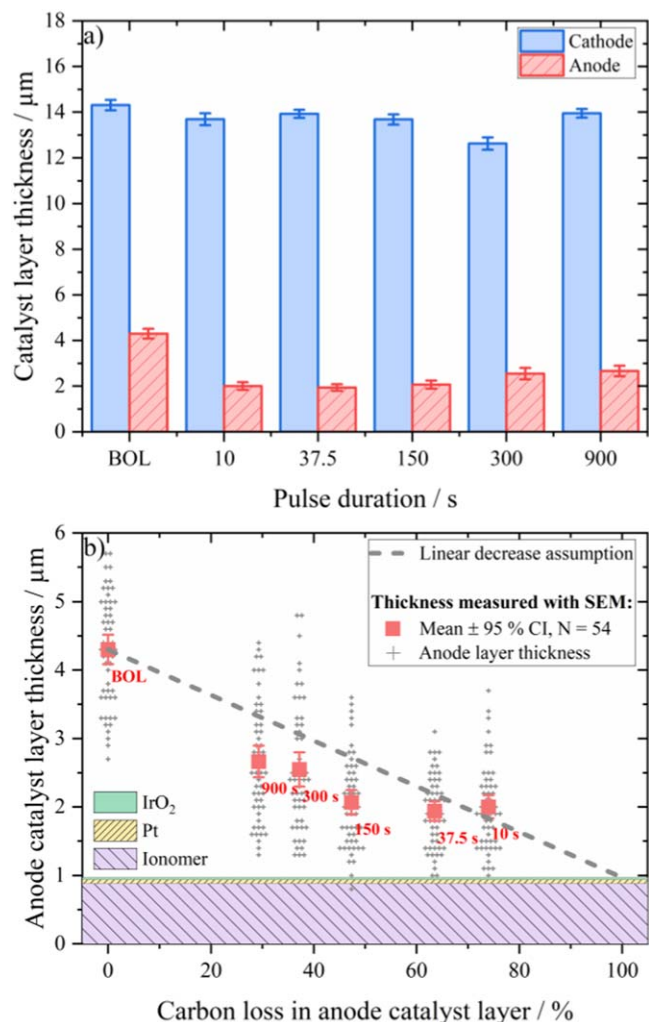 a)
Cathode
Anode
Catalyst layer thickness / µm
18
16
14
12
10
8
6
4
2
0
BOL 10 37.5 150 300 900
Pulse duration / s
b)
Linear decrease assumption
Thickness measured with SEM:
Mean ± 95 % CI, N = 54
Anode layer thickness
Anode catalyst layer thickness / µm
6
5
4
3
2
1
0
BOL
900 s
300 s
150 s
37.5 s
10 s
IrO₂
Pt
Ionomer
0 20 40 60 80 100
Carbon loss in anode catalyst layer / %